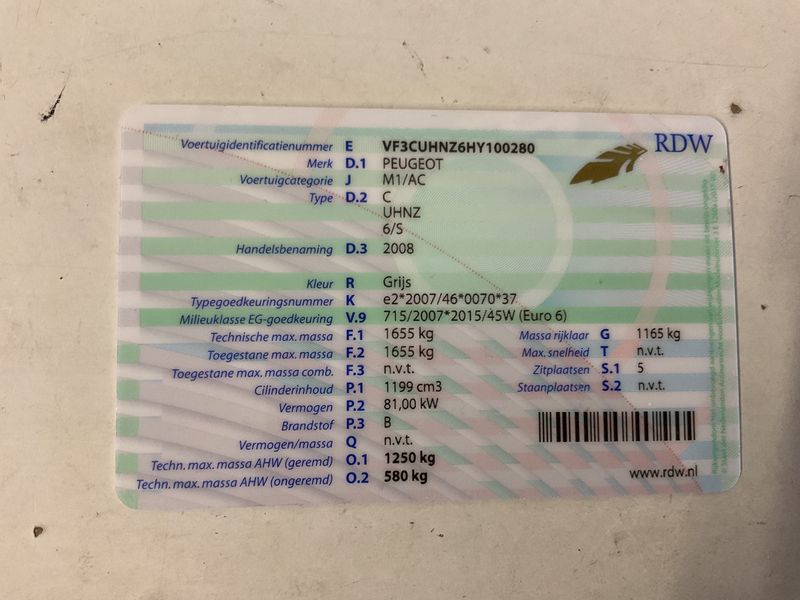 RDW
Voertuigidentificatienummer E VF3CUHNZ6HY100280
Merk D.1 PEUGEOT
Voertuigcategorie J M1/AC
Type D.2 C
UHNZ
6/S
Handelsbenaming D.3 2008
Kleur R Grijs
Typegoedkeuringsnummer K e2*2007/46*0070*37
Milieuklasse EG-goedkeuring V.9 715/2007*2015/45W (Euro 6)
Technische max. massa F.1 1655 kg Massa rijklaar G 1165 kg
Toegestane max. massa F.2 1655 kg Max. snelheid T n.v.t.
Toegestane max. massa comb. F.3 n.v.t. Zitplaatsen S.1 5
Cilinderinhoud P.1 1199 cm3 Staanplaatsen S.2 n.v.t.
Vermogen P.2 81,00 kW
Brandstof P.3 B
Vermogen/massa Q n.v.t.
Techn. max. massa AHW (geremd) O.1 1250 kg
Techn. max. massa AHW (ongeremd) O.2 580 kg
www.rdw.nl